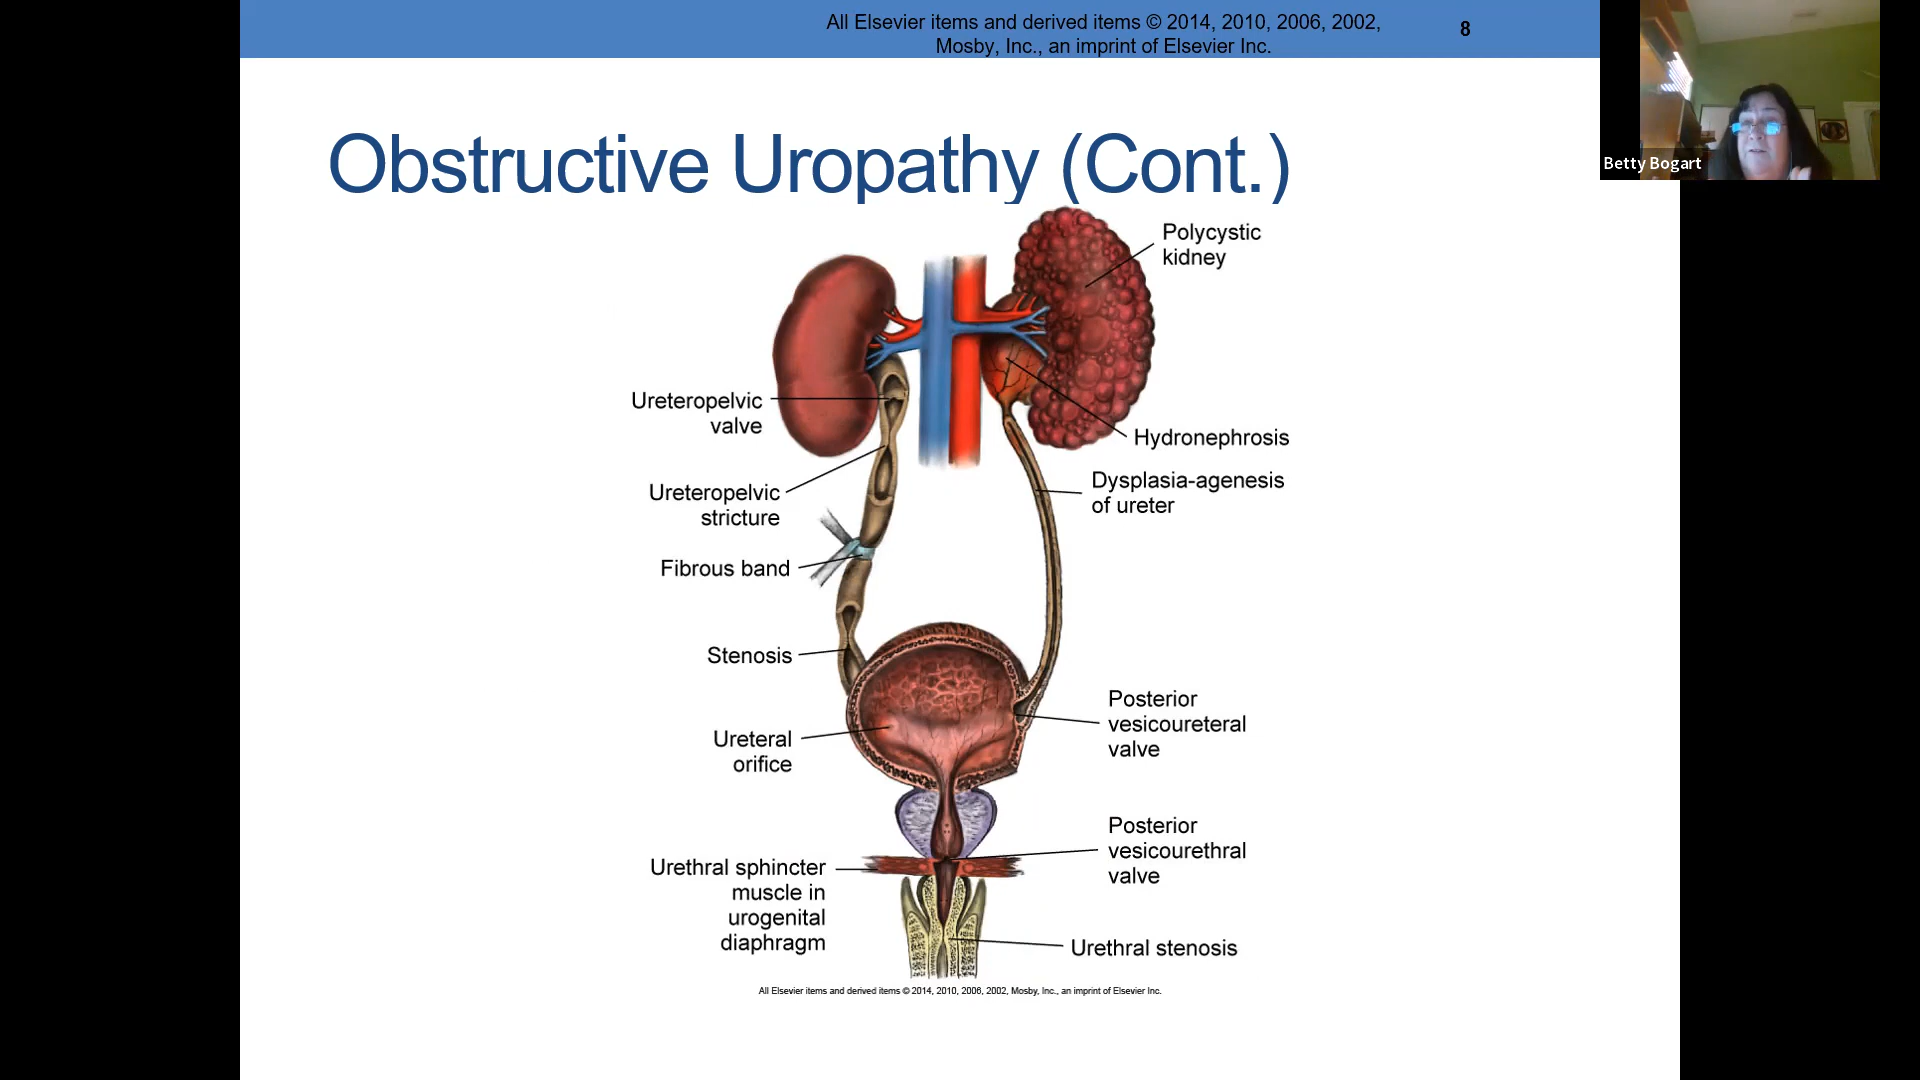 All Elsevier items and derived items © 2014, 2010, 2006, 2002,
Mosby, Inc., an imprint of Elsevier Inc.
8
Betty Bogart
Obstructive Uropathy (Cont.)
Polycystic
kidney
Ureteropelvic
valve
Hydronephrosis
Ureteropelvic
stricture
Dysplasia-agenesis
of ureter
Fibrous band
Stenosis
Ureteral
orifice
Posterior
vesicoureteral
valve
Posterior
vesicourethral
valve
Urethral sphincter
muscle in
urogenital
diaphragm
Urethral stenosis
All Elsevier items and derived items © 2014, 2010, 2006, 2002, Mosby, Inc., an imprint of Elsevier Inc.